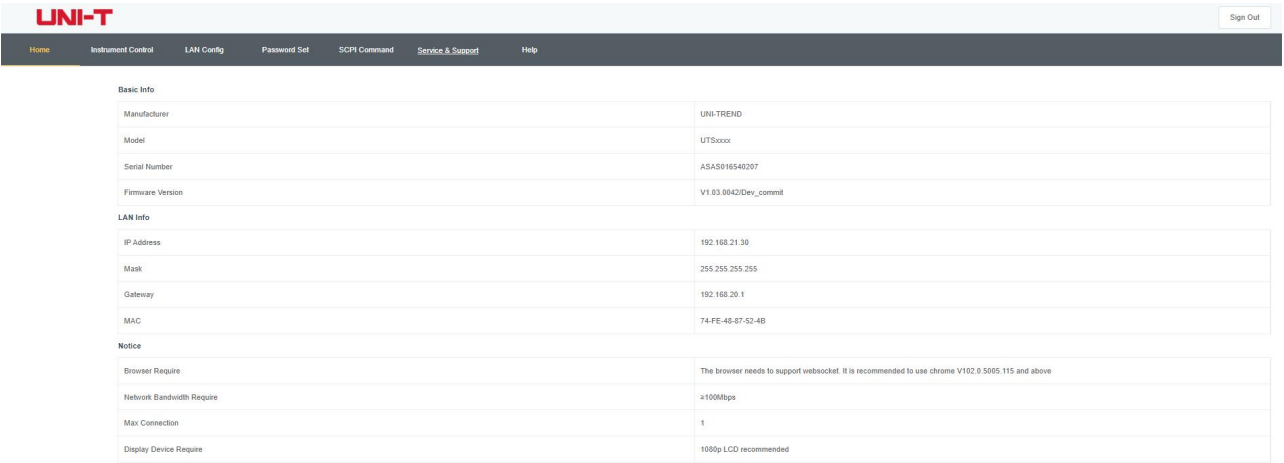 UNI-T
Sign Out
Home Instrument Control LAN Config Password Set SCPI Command Service & Support Help
Basic Info
Manufacturer UNI-TREND
Model UTSxxxx
Serial Number ASAS016540207
Firmware Version V1.03.0042/Dev_commit
LAN Info
IP Address 192.168.21.30
Mask 255.255.255.255
Gateway 192.168.20.1
MAC 74-FE-48-87-52-4B
Notice
Browser Require The browser needs to support websocket. It is recommended to use chrome V102.0.5005.115 and above
Network Bandwidth Require ≥100Mbps
Max Connection 1
Display Device Require 1080p LCD recommended